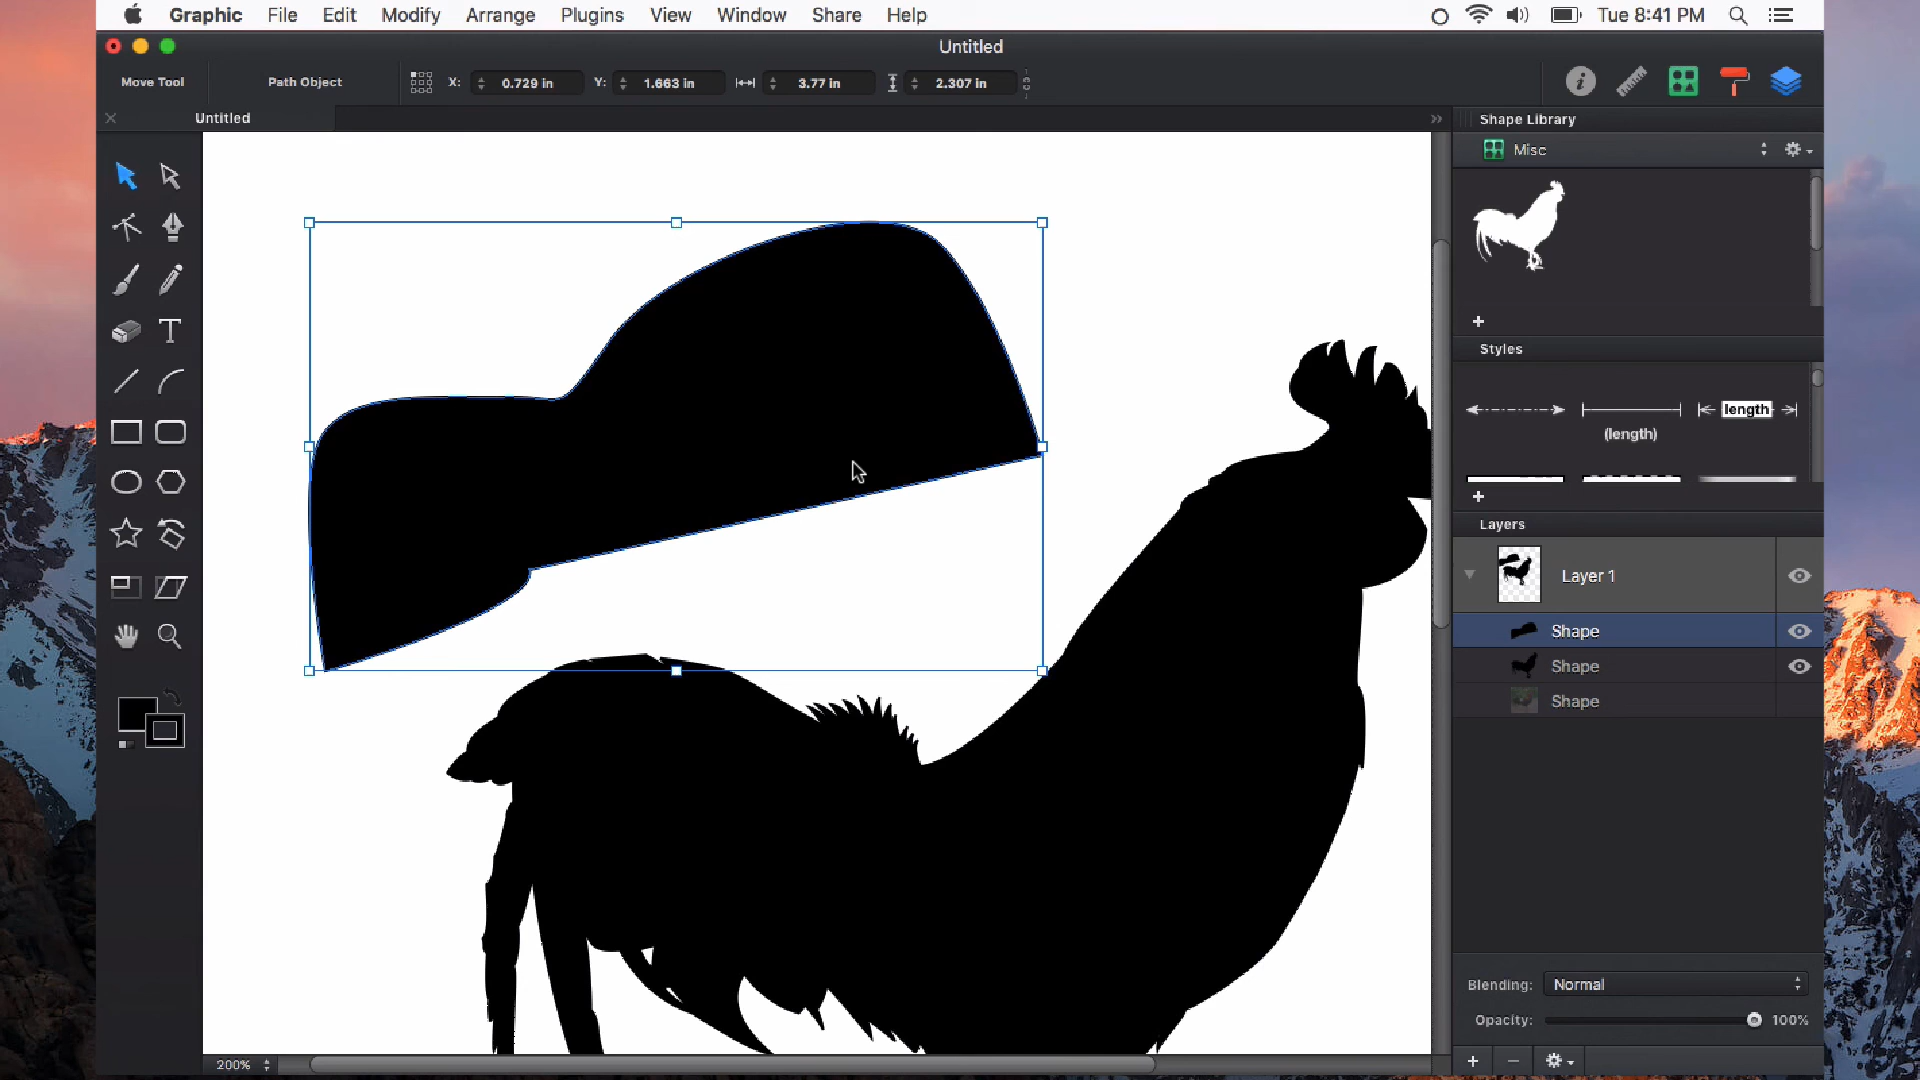 Graphic File Edit Modify Arrange Plugins View Window Share Help Tue 8:41 PM
Untitled
Move Tool Path Object X: 0.729 in Y: 1.663 in 3.77 in 2.307 in
Untitled
Shape Library
Misc
Styles
length
(length)
Layers
Layer 1
Shape
Shape
Shape
Blending: Normal
Opacity: 100%
200%